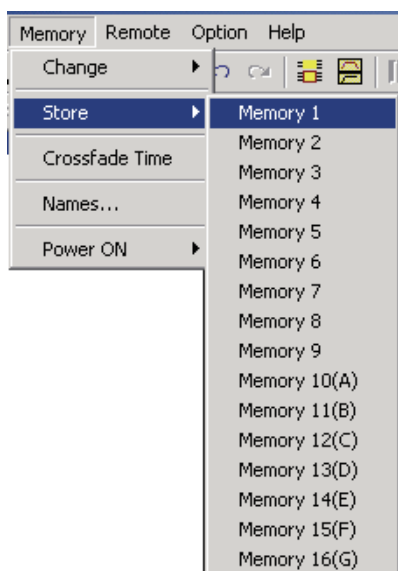 Memory Remote Option Help
Change
Store
Crossfade Time
Names...
Power ON
Memory 1
Memory 2
Memory 3
Memory 4
Memory 5
Memory 6
Memory 7
Memory 8
Memory 9
Memory 10(A)
Memory 11(B)
Memory 12(C)
Memory 13(D)
Memory 14(E)
Memory 15(F)
Memory 16(G)